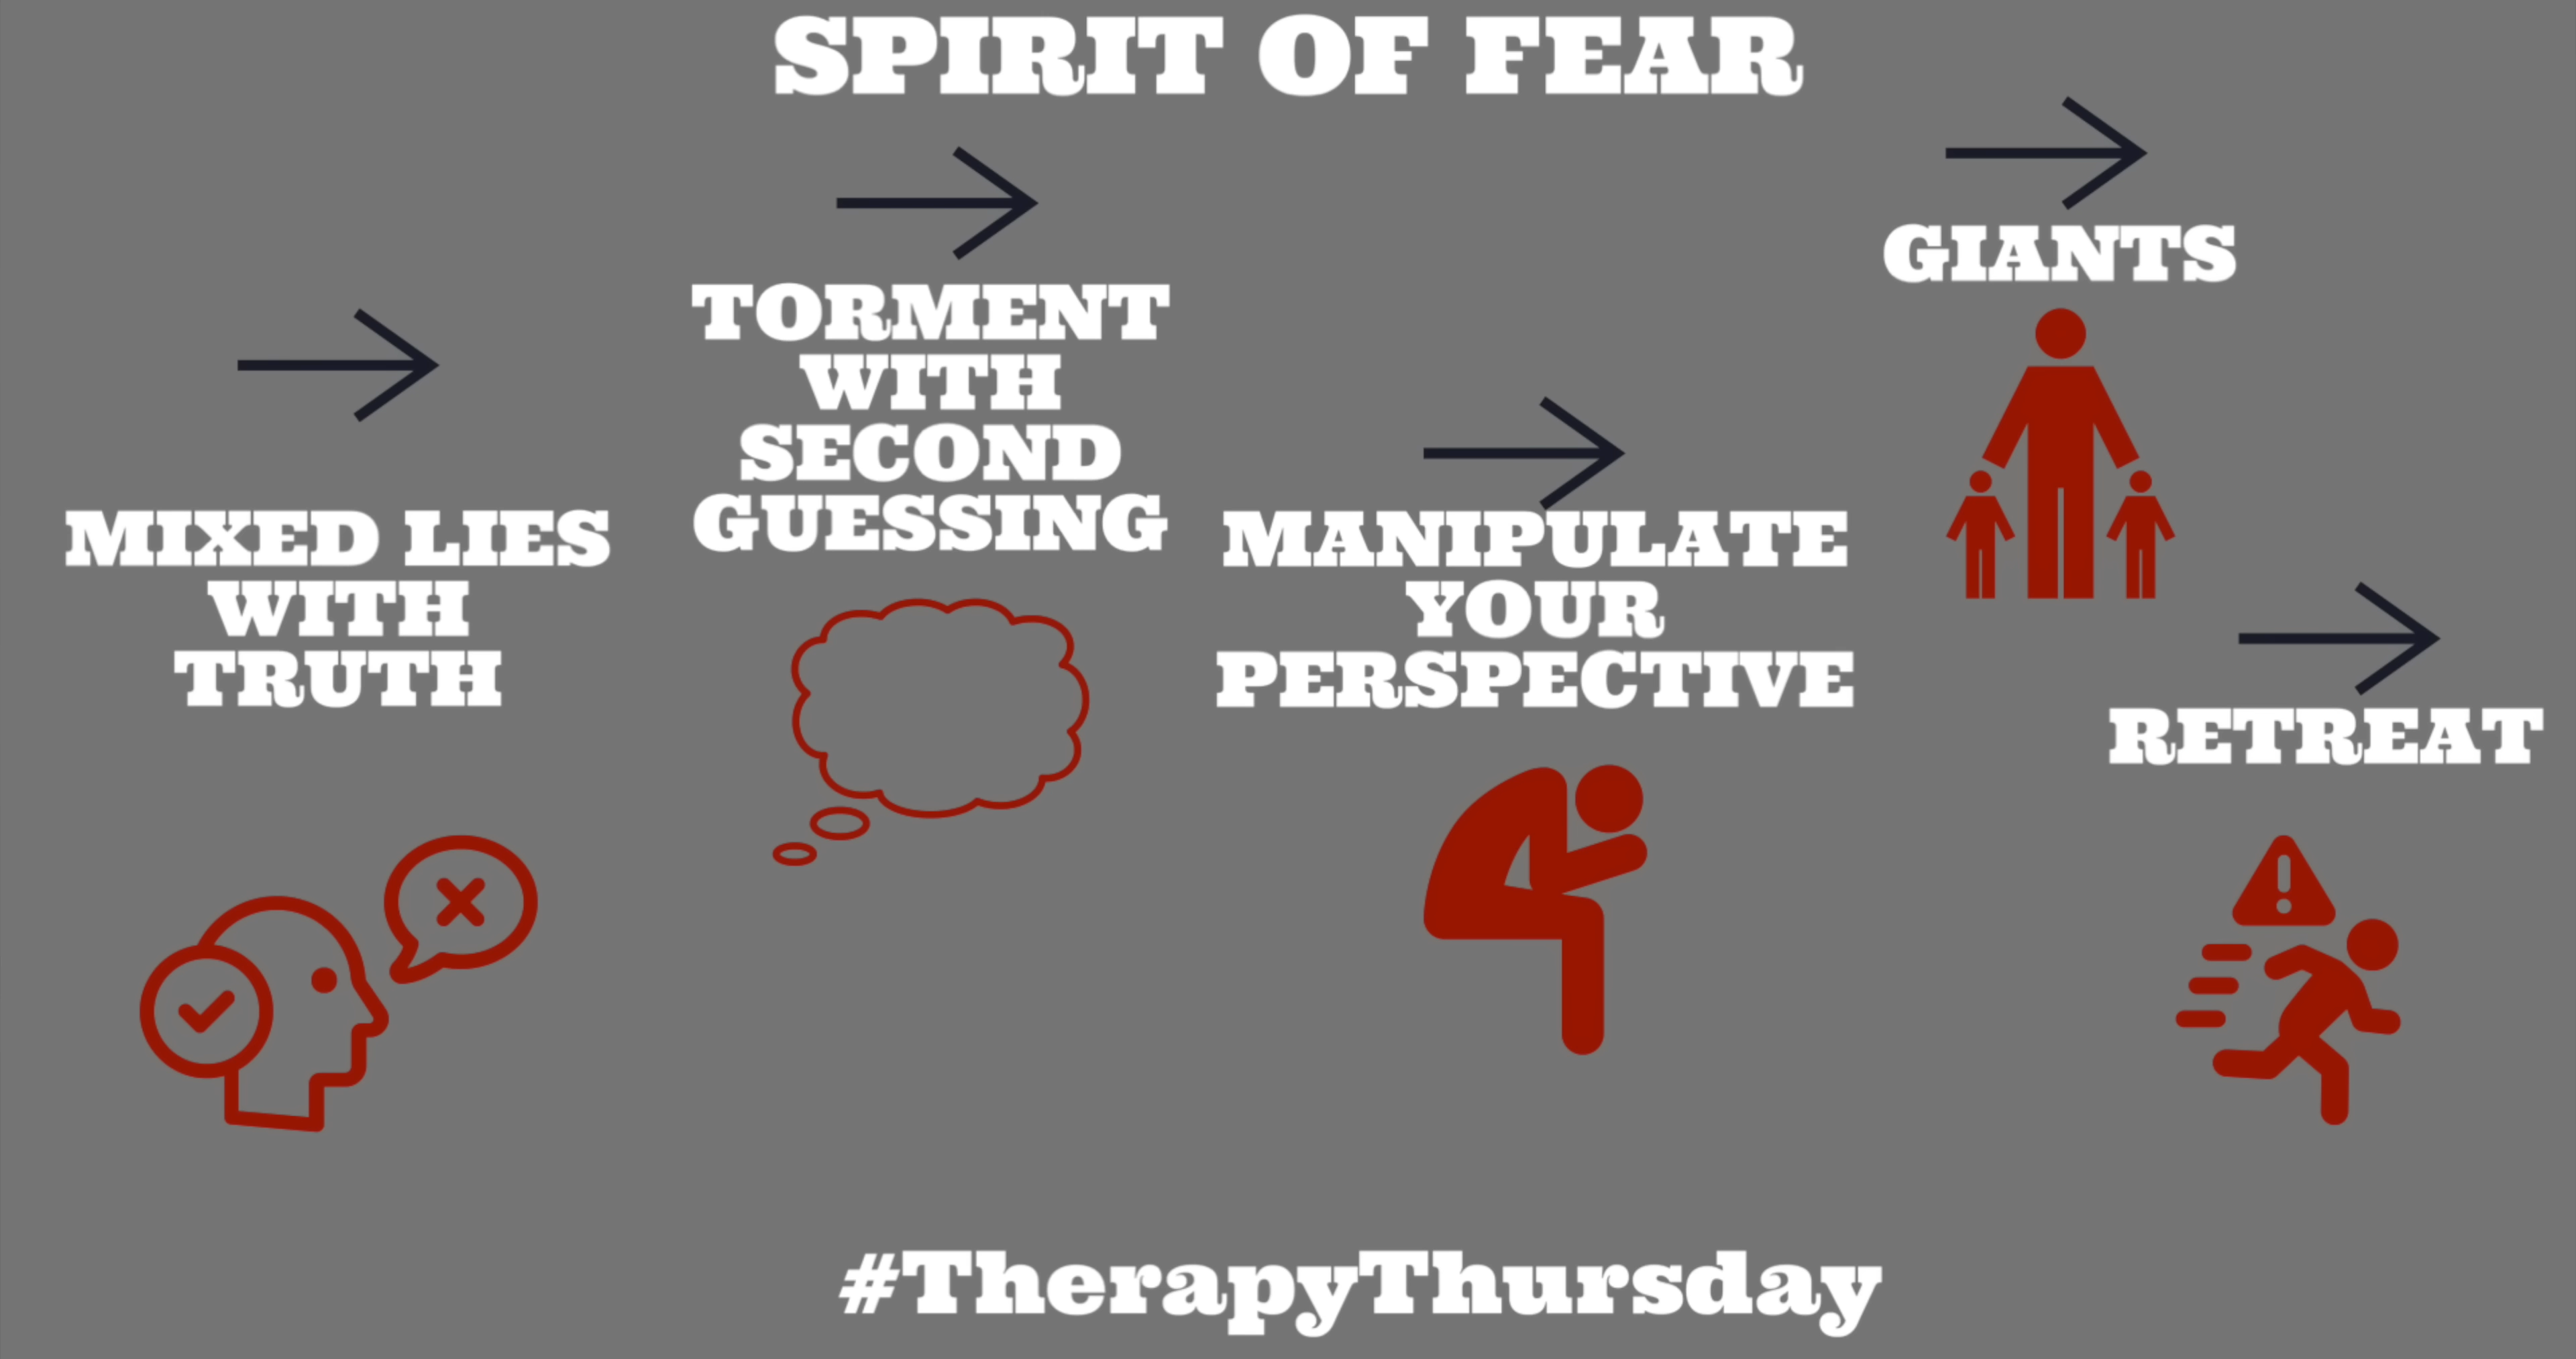 SPIRIT OF FEAR
MIXED LIES
WITH
TRUTH
TORMENT
WITH
SECOND
GUESSING
MANIPULATE
YOUR
PERSPECTIVE
GIANTS
RETREAT
#TherapyThursday